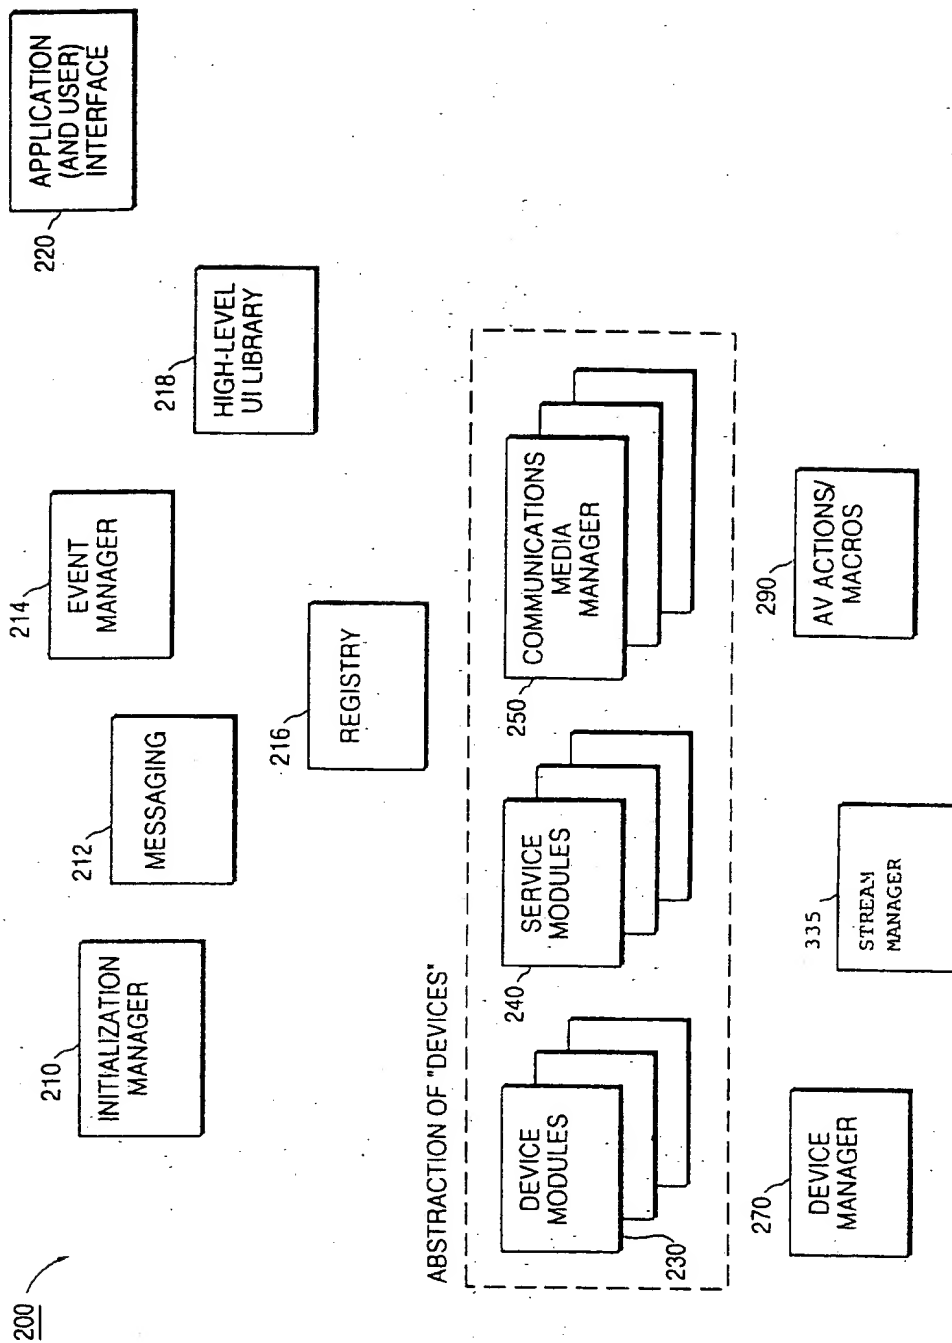 200
210
INITIALIZATION
MANAGER
212
MESSAGING
214
EVENT
MANAGER
216
REGISTRY
218
HIGH-LEVEL
UI LIBRARY
220
APPLICATION
(AND USER)
INTERFACE
ABSTRACTION OF "DEVICES"
DEVICE
MODULES
230
SERVICE
MODULES
240
COMMUNICATIONS
MEDIA
MANAGER
250
270
DEVICE
MANAGER
335
STREAM
MANAGER
290
AV ACTIONS/
MACROS